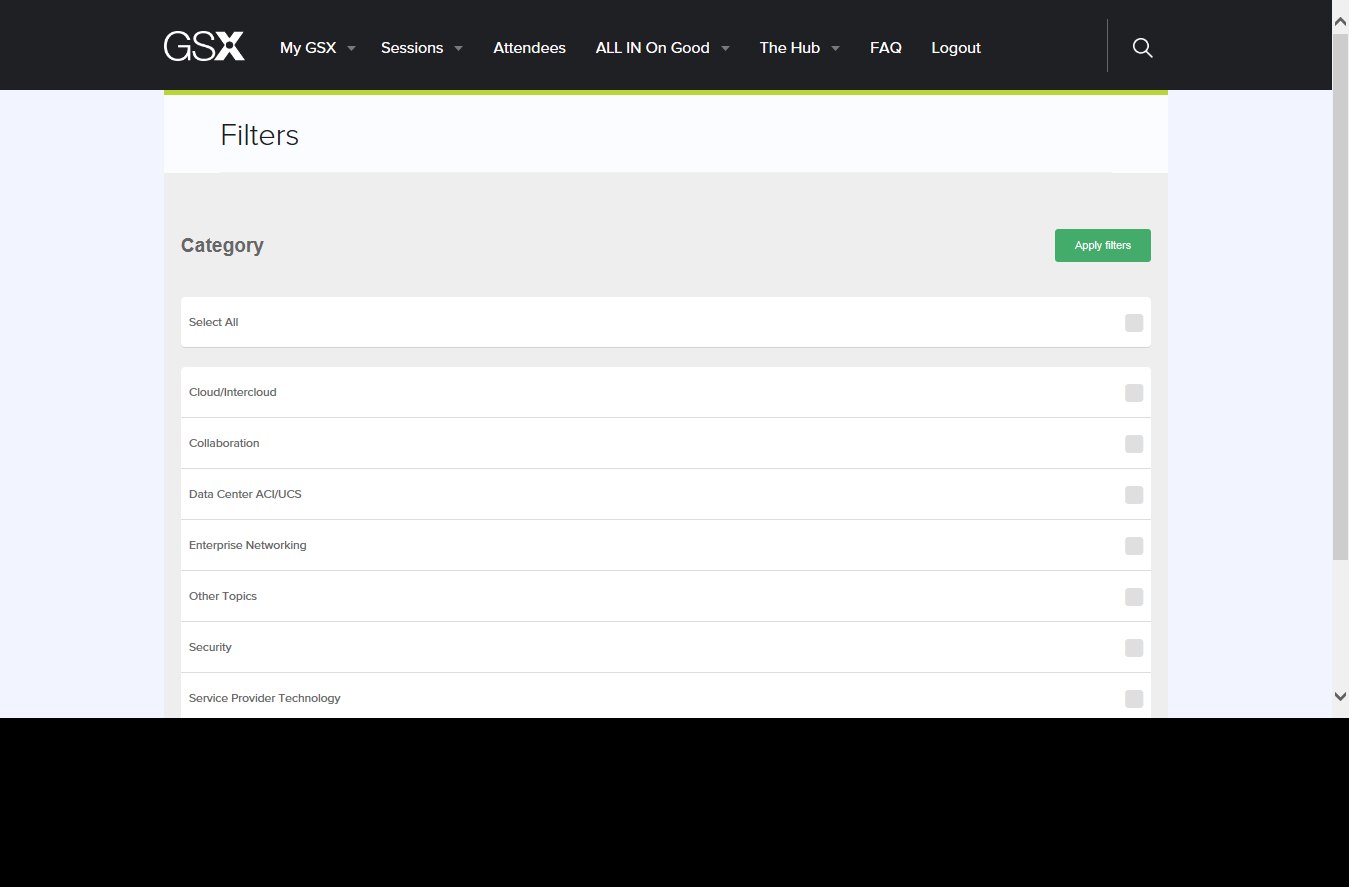 GSX My GSX Sessions Attendees ALL IN On Good The Hub FAQ Logout
Filters
Category Apply filters
Select All
Cloud/Intercloud
Collaboration
Data Center ACI/UCS
Enterprise Networking
Other Topics
Security
Service Provider Technology